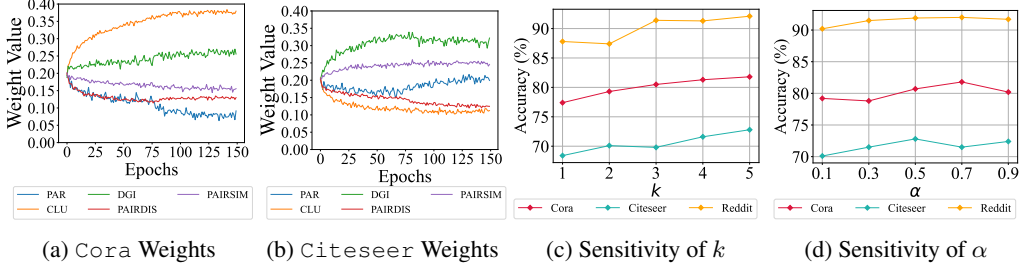 Weight Value
0.40
0.35
0.30
0.25
0.20
0.15
0.10
0.05
0.00
0 25 50 75 100 125 150
Epochs
PAR DGI PAIRSIM
CLU PAIRDIS
(a) Cora Weights
Weight Value
0.40
0.35
0.30
0.25
0.20
0.15
0.10
0.05
0.00
0 25 50 75 100 125 150
Epochs
PAR DGI PAIRSIM
CLU PAIRDIS
(b) Citeseer Weights
Accuracy (%)
90
85
80
75
70
1 2 3 4 5
k
Cora Citeseer Reddit
(c) Sensitivity of k
Accuracy (%)
90
85
80
75
70
0.1 0.3 0.5 0.7 0.9
α
Cora Citeseer Reddit
(d) Sensitivity of α